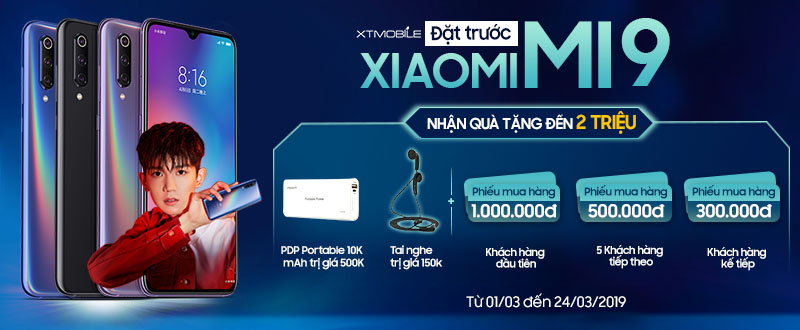 XTMOBILE Đặt trước
XIAOMI MI9
NHẬN QUÀ TẶNG ĐẾN 2 TRIỆU
8:16
xiaomi
Portable Power
+
Phiếu mua hàng
1.000.000đ
Phiếu mua hàng
500.000đ
Phiếu mua hàng
300.000đ
PDP Portable 10K
mAh trị giá 500K
Tai nghe
trị giá 150k
Khách hàng
đầu tiên
5 Khách hàng
tiếp theo
Khách hàng
kế tiếp
Từ 01/03 đến 24/03/2019